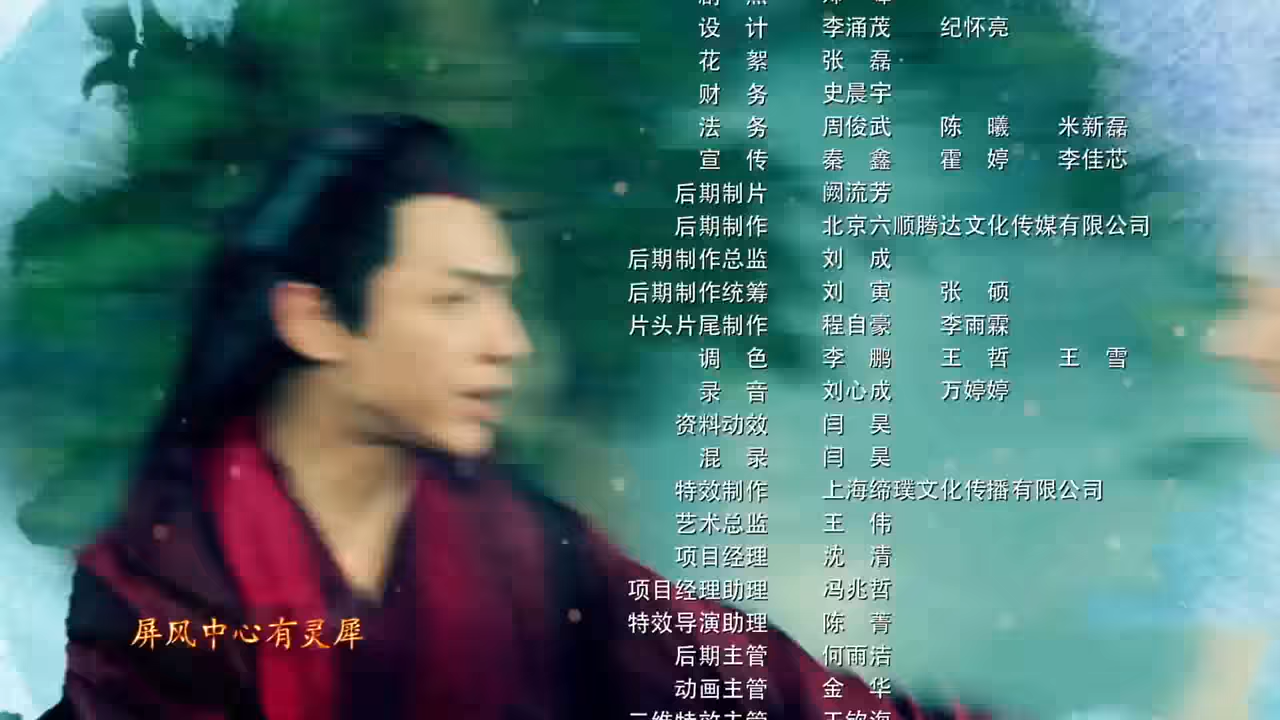 设 计 李涌茂 纪怀亮
花 絮 张 磊
财 务 史晨宇
法 务 周俊武 陈 曦 米新磊
宣 传 秦 鑫 霍 婷 李佳芯
后期制片 阙流芳
后期制作 北京六顺腾达文化传媒有限公司
后期制作总监 刘 成
后期制作统筹 刘 寅 张 硕
片头片尾制作 程自豪 李雨霖
调 色 李 鹏 王 哲 王 雪
录 音 刘心成 万婷婷
资料动效 闫 昊
混 录 闫 昊
特效制作 上海缔璞文化传播有限公司
艺术总监 王 伟
项目经理 沈 清
项目经理助理 冯兆哲
特效导演助理 陈 菁
屏风中心有灵犀
后期主管 何雨洁
动画主管 金 华